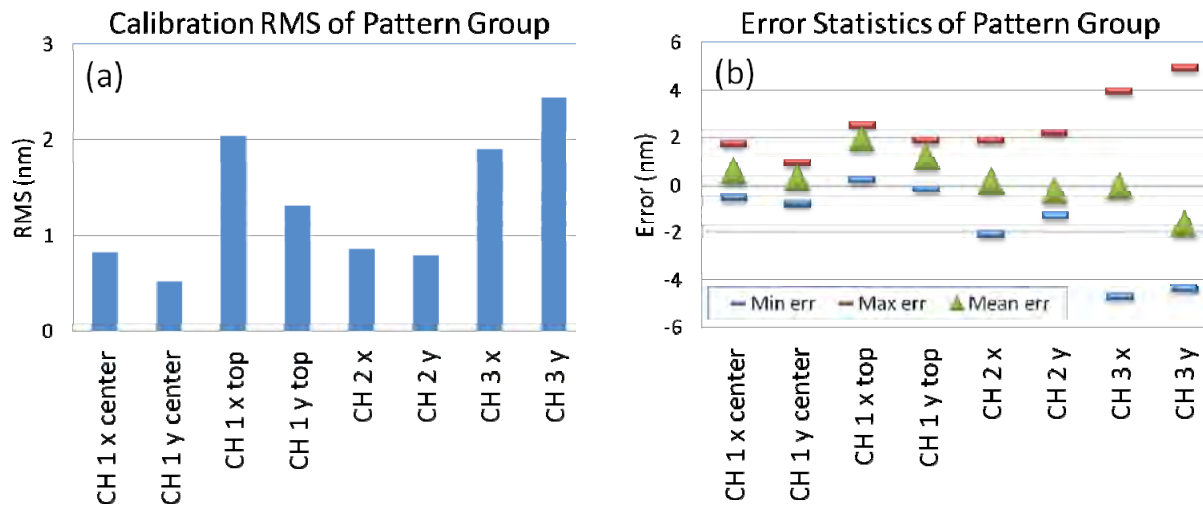 Calibration RMS of Pattern Group
(a)
RMS (nm)
3
2
1
0
CH 1 x center
CH 1 y center
CH 1 x top
CH 1 y top
CH 2 x
CH 2 y
CH 3 x
CH 3 y
Error Statistics of Pattern Group
(b)
Error (nm)
6
4
2
0
-2
-4
-6
Min err Max err Mean err
CH 1 x center
CH 1 y center
CH 1 x top
CH 1 y top
CH 2 x
CH 2 y
CH 3 x
CH 3 y